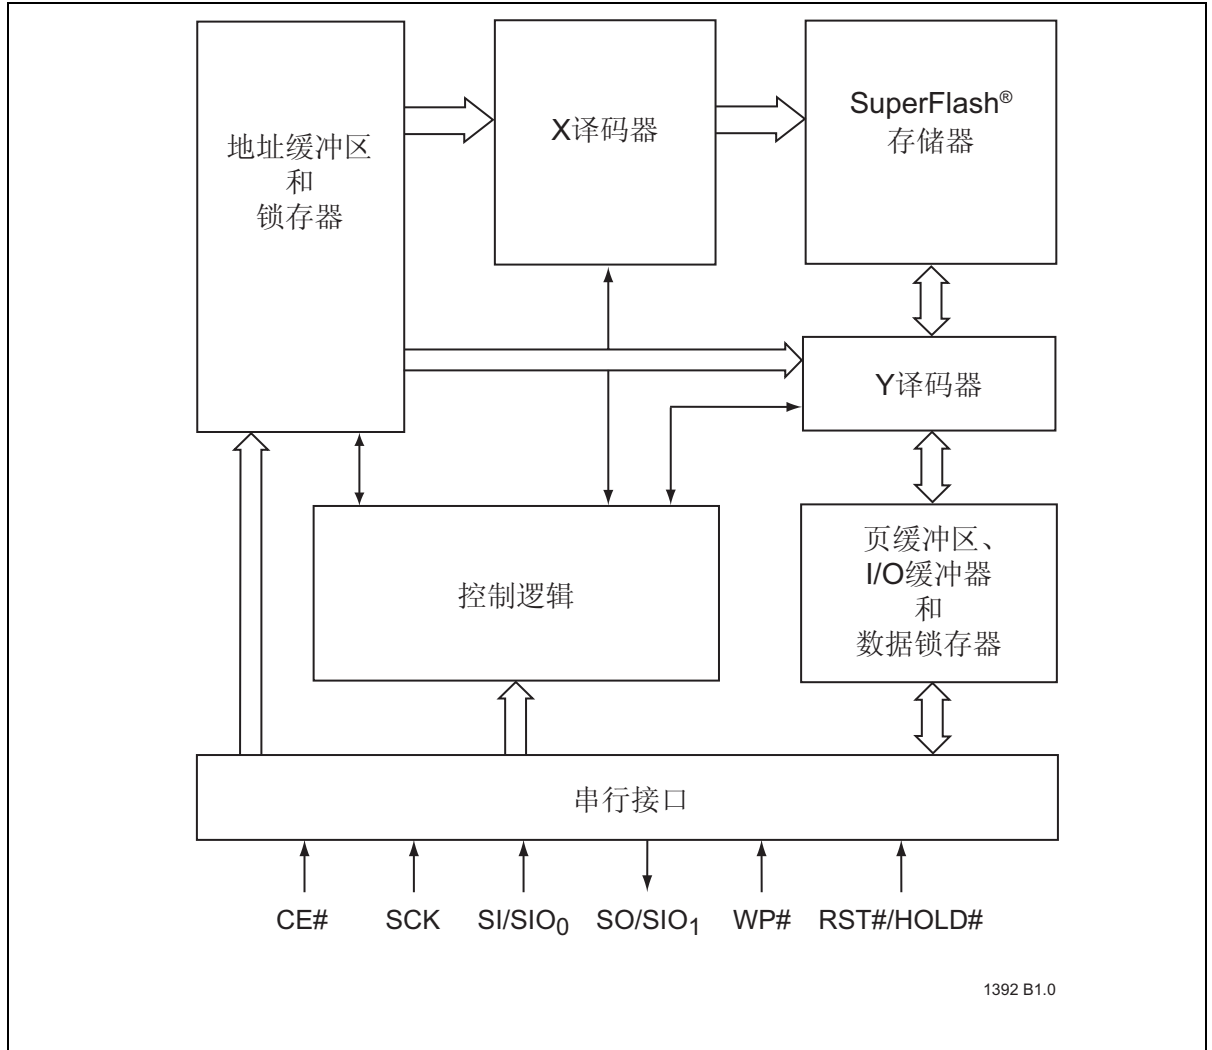 地址缓冲区
和
锁存器
X译码器
SuperFlash®
存储器
Y译码器
控制逻辑
页缓冲区、
I/O缓冲器
和
数据锁存器
串行接口
CE#
SCK
SI/SIO0
SO/SIO1
WP#
RST#/HOLD#
1392 B1.0